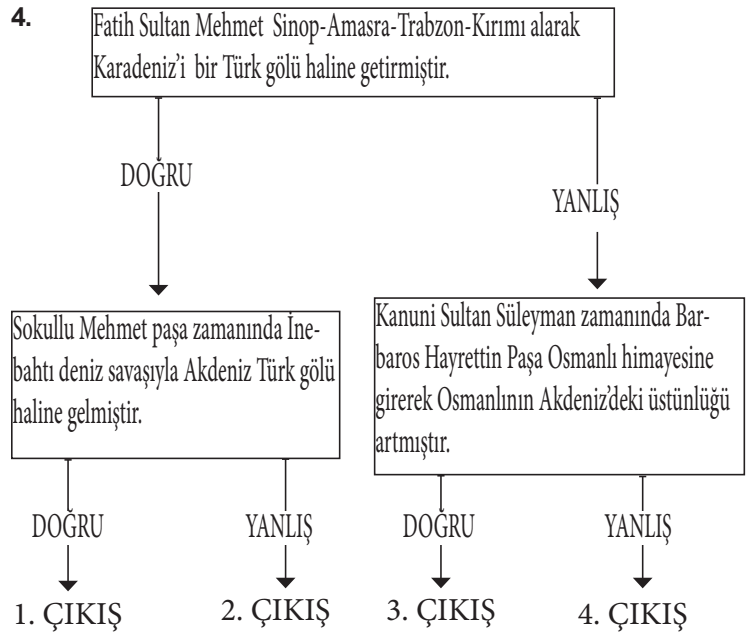 4.
Fatih Sultan Mehmet Sinop-Amasra-Trabzon-Kırımı alarak
Karadeniz'i bir Türk gölü haline getirmiştir.
DOĞRU
YANLIŞ
Sokullu Mehmet paşa zamanında İne-
bahtı deniz savaşıyla Akdeniz Türk gölü
haline gelmiştir.
Kanuni Sultan Süleyman zamanında Bar-
baros Hayrettin Paşa Osmanlı himayesine
girerek Osmanlının Akdeniz'deki üstünlüğü
artmıştır.
DOĞRU
YANLIŞ
DOĞRU
YANLIŞ
1. ÇIKIŞ
2. ÇIKIŞ
3. ÇIKIŞ
4. ÇIKIŞ